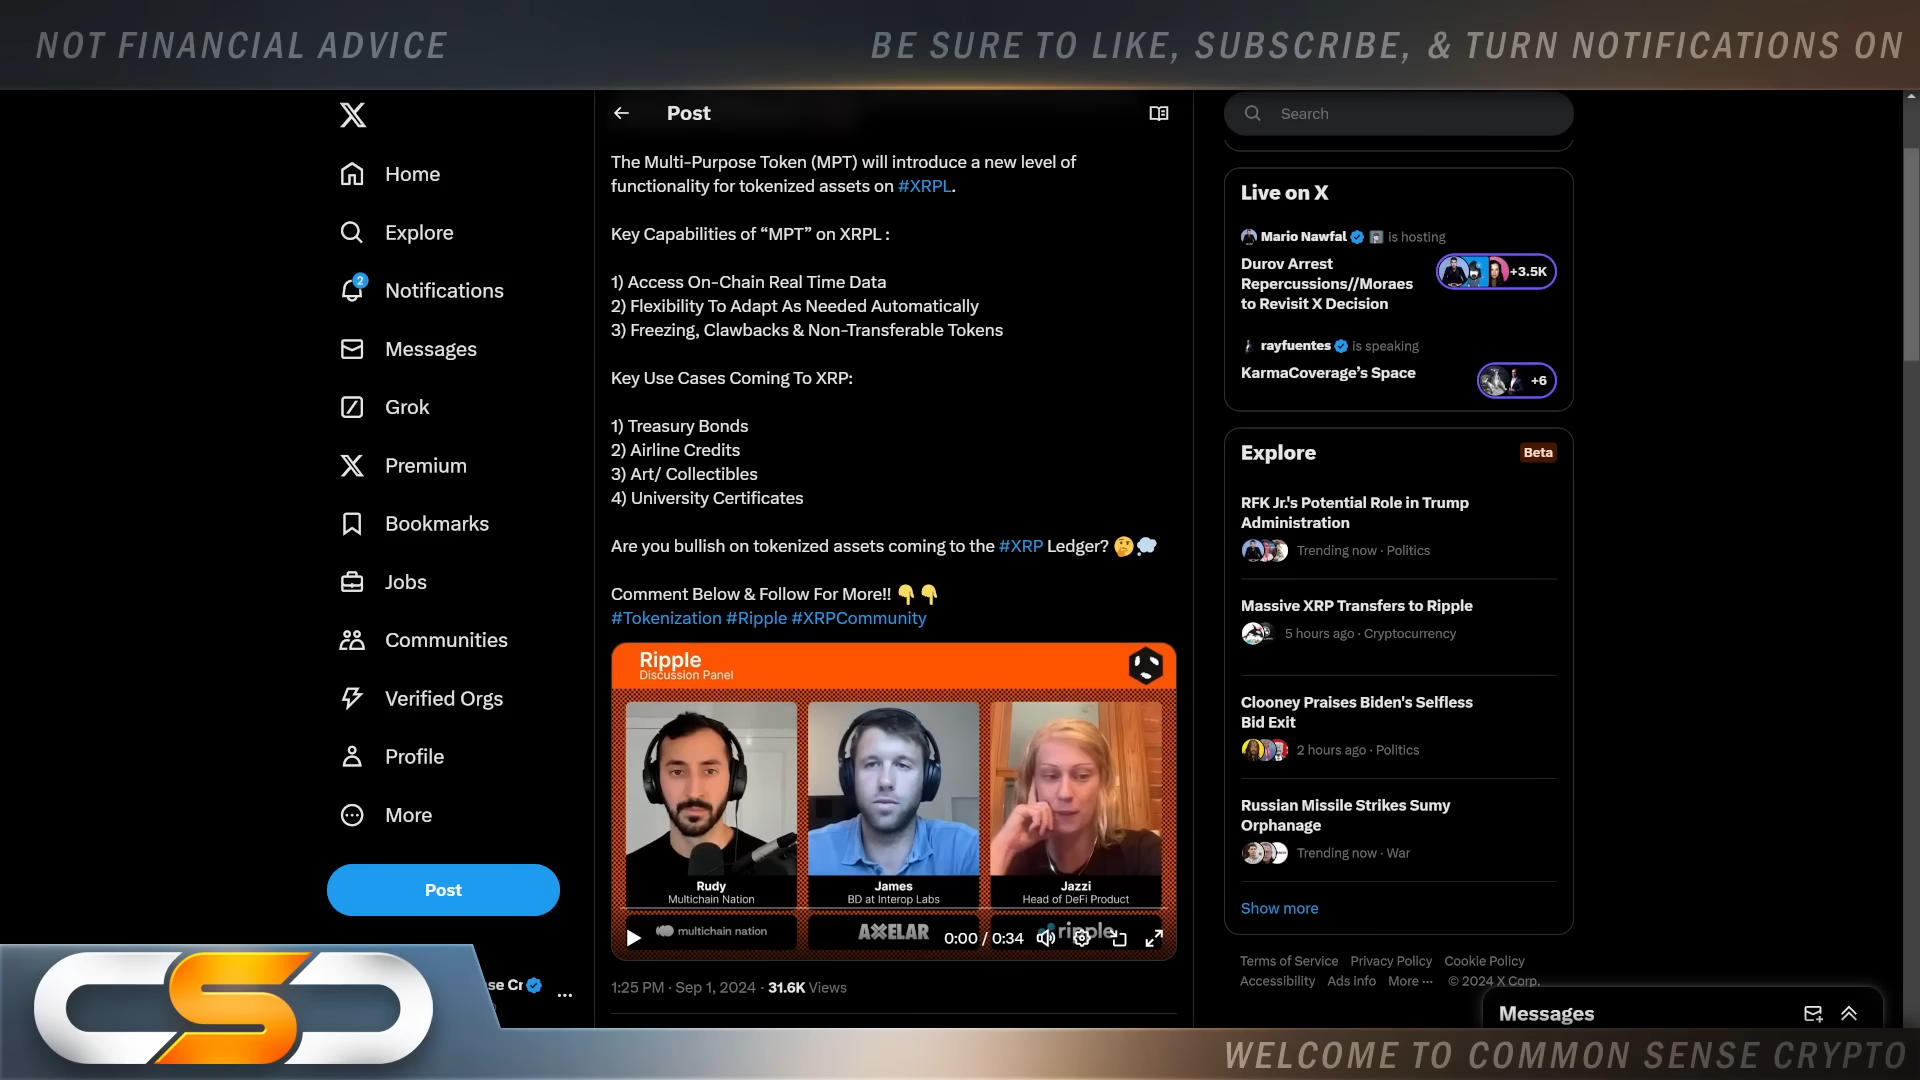 NOT FINANCIAL ADVICE
BE SURE TO LIKE, SUBSCRIBE, & TURN NOTIFICATIONS ON
Home
Explore
2
Notifications
Messages
Grok
Premium
Bookmarks
Jobs
Communities
Verified Orgs
Profile
More
Post
se Cr
Post
The Multi-Purpose Token (MPT) will introduce a new level of
functionality for tokenized assets on #XRPL.
Key Capabilities of “MPT” on XRPL :
1) Access On-Chain Real Time Data
2) Flexibility To Adapt As Needed Automatically
3) Freezing, Clawbacks & Non-Transferable Tokens
Key Use Cases Coming To XRP:
1) Treasury Bonds
2) Airline Credits
3) Art/ Collectibles
4) University Certificates
Are you bullish on tokenized assets coming to the #XRP Ledger? 🤔💭
Comment Below & Follow For More!! 👇👇
#Tokenization #Ripple #XRPCommunity
Ripple
Discussion Panel
Rudy
Multichain Nation
James
BD at Interop Labs
Jazzi
Head of DeFi Product
multichain nation
AXELAR
ripple
0:00 / 0:34
1:25 PM · Sep 1, 2024 · 31.6K Views
Search
Live on X
Mario Nawfal is hosting
Durov Arrest
Repercussions//Moraes
to Revisit X Decision
+3.5K
rayfuentes is speaking
KarmaCoverage’s Space
+6
Explore
Beta
RFK Jr.'s Potential Role in Trump
Administration
Trending now · Politics
Massive XRP Transfers to Ripple
5 hours ago · Cryptocurrency
Clooney Praises Biden's Selfless
Bid Exit
2 hours ago · Politics
Russian Missile Strikes Sumy
Orphanage
Trending now · War
Show more
Terms of Service Privacy Policy Cookie Policy
Accessibility Ads info More ··· © 2024 X Corp.
Messages
CSC
WELCOME TO COMMON SENSE CRYPTO